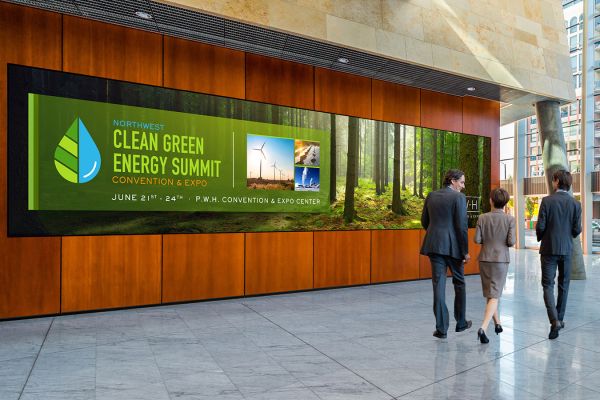 NORTHWEST
CLEAN GREEN
ENERGY SUMMIT
CONVENTION & EXPO
JUNE 21ST - 24TH · P.W.H. CONVENTION & EXPO CENTER